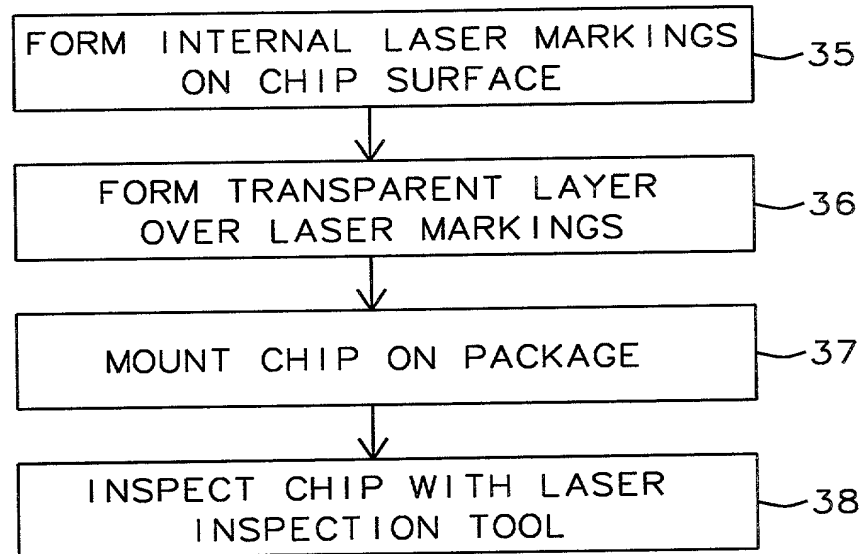 FORM INTERNAL LASER MARKINGS
ON CHIP SURFACE
35
FORM TRANSPARENT LAYER
OVER LASER MARKINGS
36
MOUNT CHIP ON PACKAGE
37
INSPECT CHIP WITH LASER
INSPECTION TOOL
38